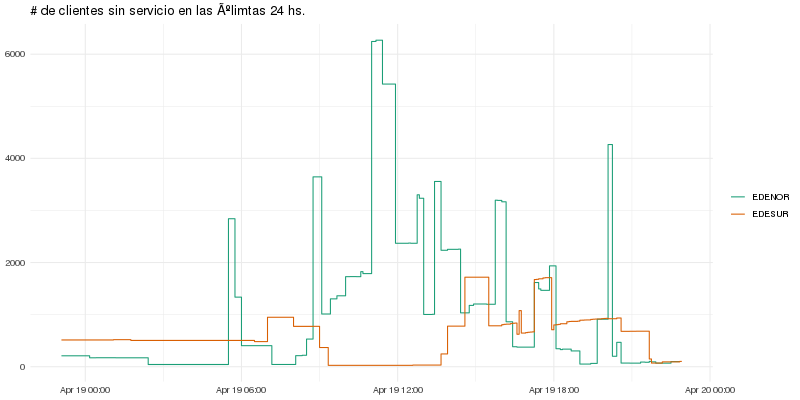 # de clientes sin servicio en las Ãºlimtas 24 hs.
6000
4000
2000
0
Apr 19 00:00
Apr 19 06:00
Apr 19 12:00
Apr 19 18:00
Apr 20 00:00
EDENOR
EDESUR